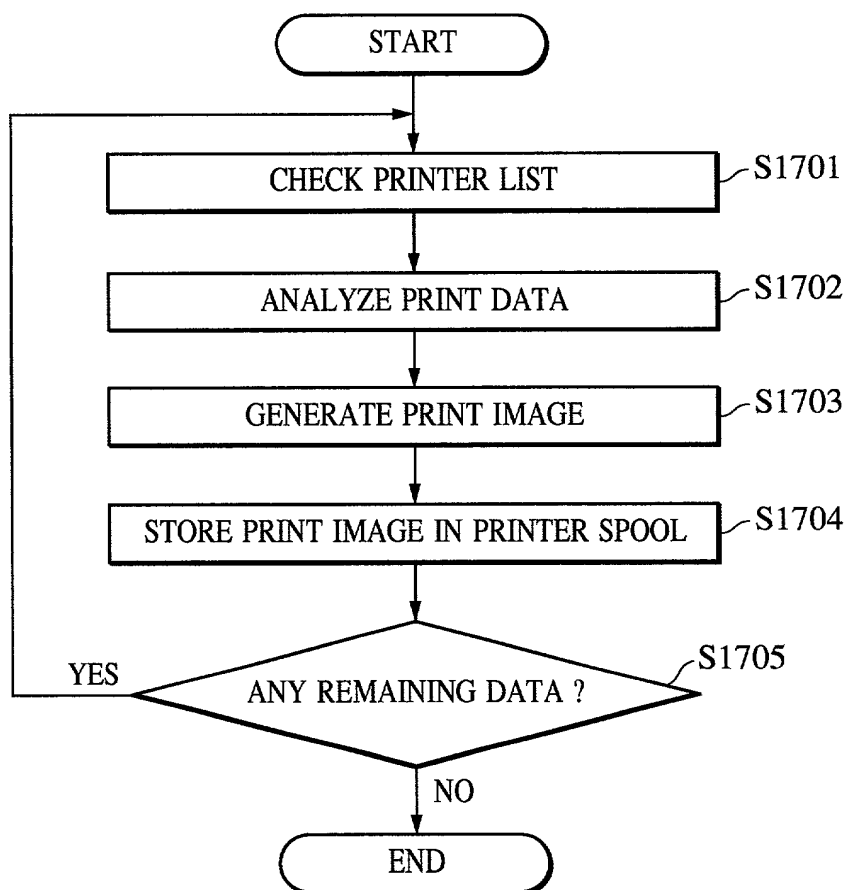 START
CHECK PRINTER LIST
S1701
ANALYZE PRINT DATA
S1702
GENERATE PRINT IMAGE
S1703
STORE PRINT IMAGE IN PRINTER SPOOL
S1704
S1705
YES
ANY REMAINING DATA ?
NO
END